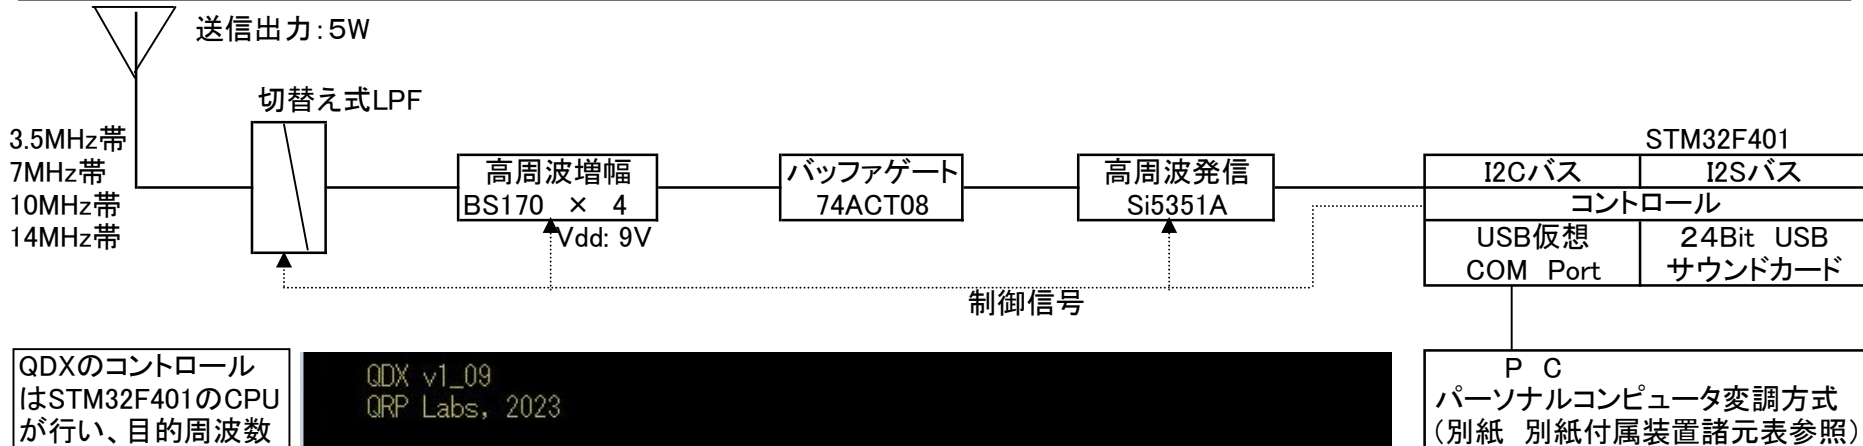 送信出力：５W
切替え式LPF
3.5MHz帯
7MHz帯
10MHz帯
14MHz帯
高周波増幅
BS170 × 4
Vdd: 9V
バッファゲート
74ACT08
高周波発信
Si5351A
制御信号
STM32F401
I2Cバス I2Sバス
コントロール
USB仮想 ２４Bit USB
COM Port サウンドカード
QDXのコントロール
はSTM32F401のCPU
が行い、目的周波数
QDX v1_09
QRP Labs, 2023
Ｐ Ｃ
パーソナルコンピュータ変調方式
（別紙 別紙付属装置諸元表参照）